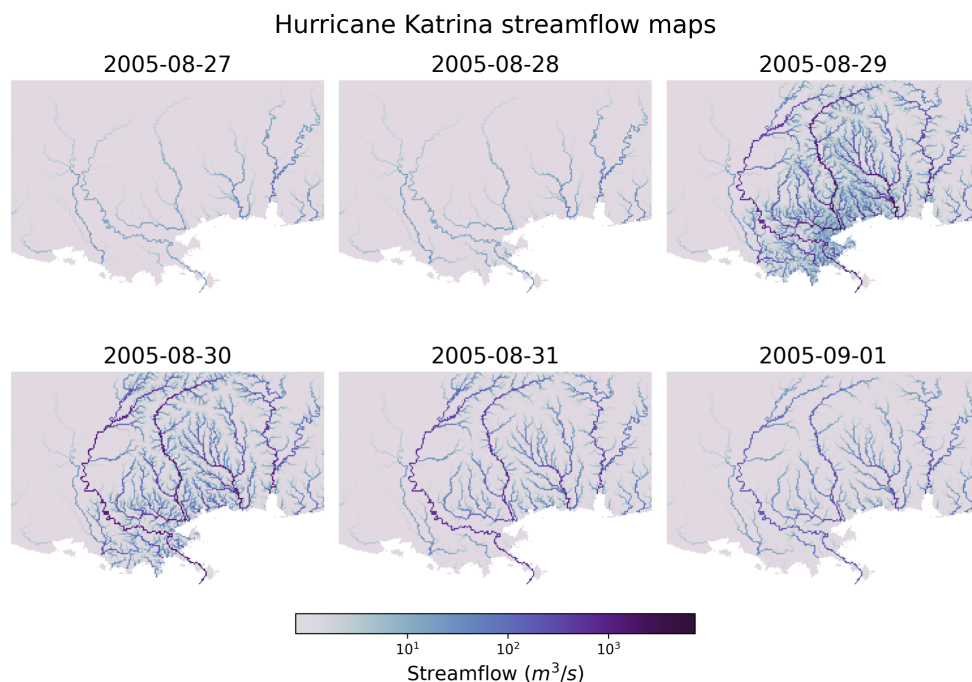 Hurricane Katrina streamflow maps
2005-08-27 2005-08-28 2005-08-29
2005-08-30 2005-08-31 2005-09-01
10¹ 10² 10³
Streamflow (m³/s)